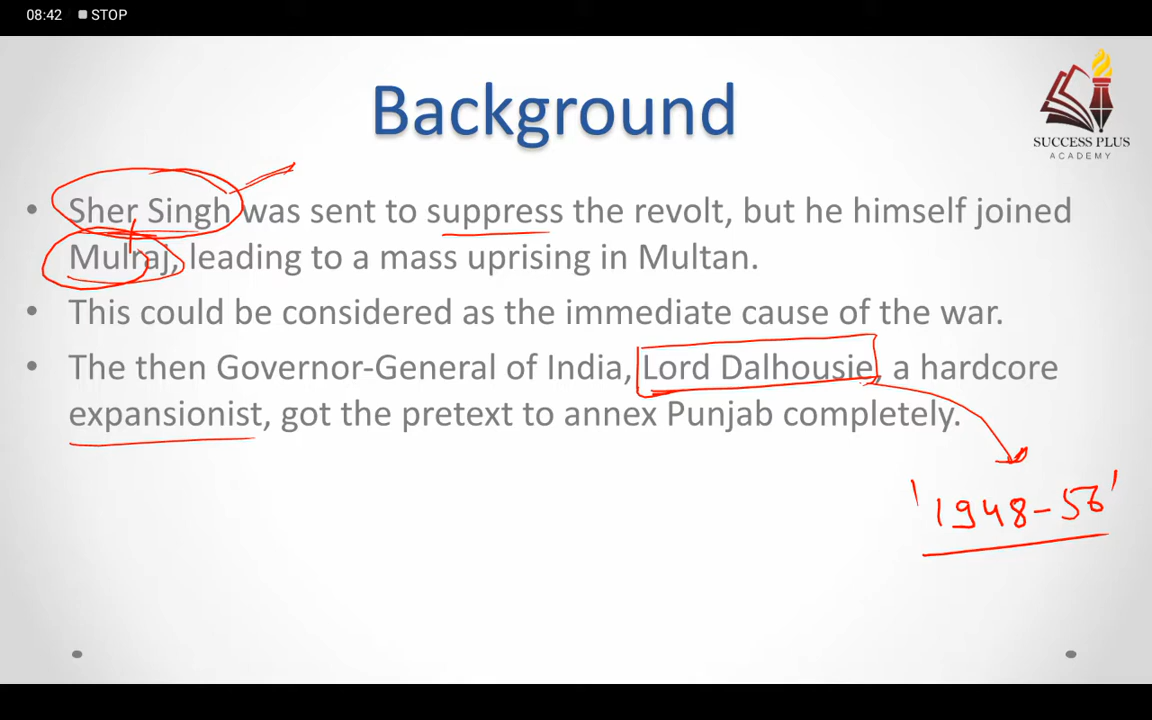 08:42 STOP
Background
SUCCESS PLUS
ACADEMY
• Sher Singh was sent to suppress the revolt, but he himself joined
Mulraj, leading to a mass uprising in Multan.
• This could be considered as the immediate cause of the war.
• The then Governor-General of India, Lord Dalhousie, a hardcore
expansionist, got the pretext to annex Punjab completely.
'1948-56'